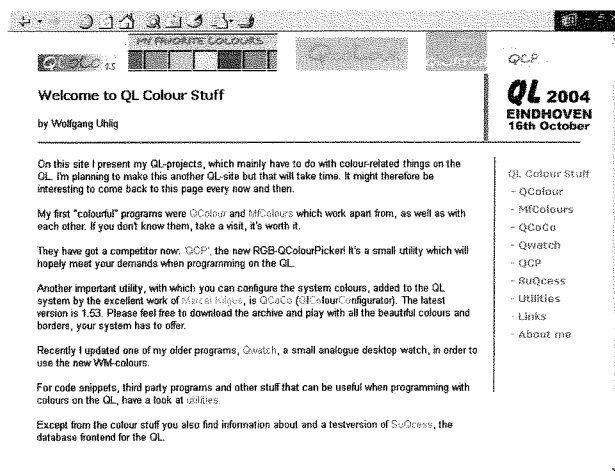 QCoCo 1.5
MY FAVORITE COLOURS
QColour
QWATCH
QCP
Welcome to QL Colour Stuff
by Wolfgang Uhlig
QL 2004
EINDHOVEN
16th October
On this site I present my QL-projects, which mainly have to do with colour-related things on the
QL. I'm planning to make this another QL-site but that will take time. It might therefore be
interesting to come back to this page every now and then.
My first "colourful" programs were QColour and MfColours which work apart from, as well as with
each other. If you don't know them, take a visit, it's worth it.
They have got a competitor now: 'QCP', the new RGB-QColourPicker! It's a small utility which will
hopely meet your demands when programming on the QL.
Another important utility, with which you can configure the system colours, added to the QL
system by the excellent work of Marcel Kilgus, is QCoCo (QlColourConfigurator). The latest
version is 1.53. Please feel free to download the archive and play with all the beautiful colours and
borders, your system has to offer.
Recently I updated one of my older programs, Qwatch, a small analogue desktop watch, in order to
use the new WM-colours.
For code snippets, third party programs and other stuff that can be useful when programming with
colours on the QL, have a look at utilities.
Except from the colour stuff you also find information about and a testversion of SuQcess, the
database frontend for the QL.
QL Colour Stuff
- QColour
- MfColours
- QCoCo
- Qwatch
- QCP
- SuQcess
- Utilities
- Links
- About me